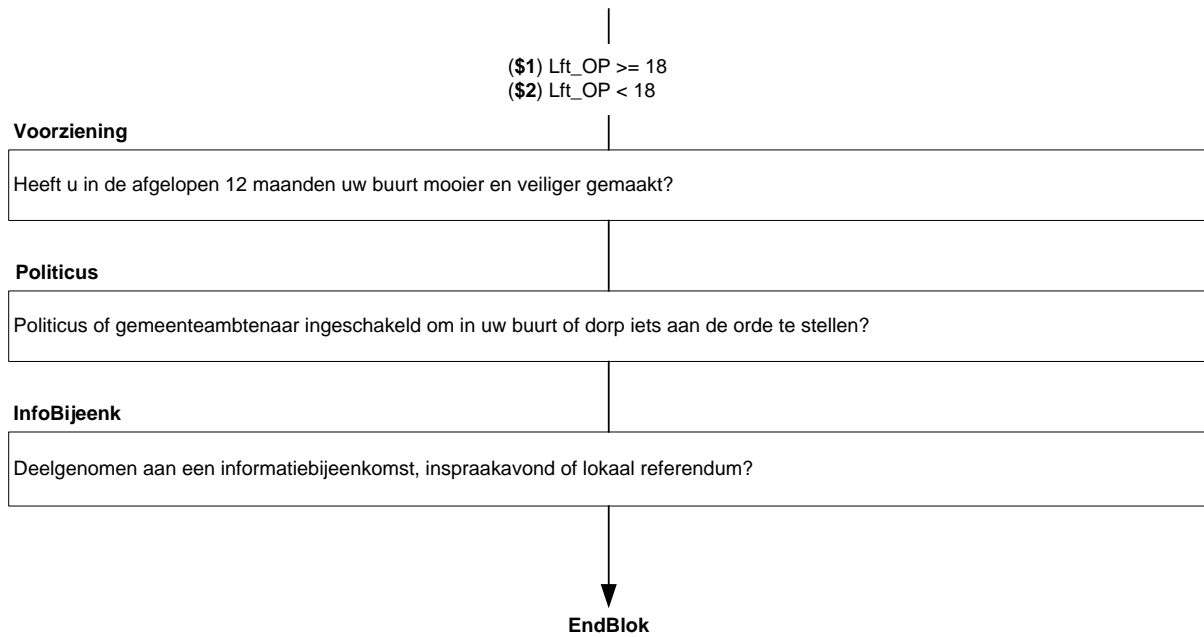 ($1) Lft_OP >= 18
($2) Lft_OP < 18
Voorziening
Heeft u in de afgelopen 12 maanden uw buurt mooier en veiliger gemaakt?
Politicus
Politicus of gemeenteambtenaar ingeschakeld om in uw buurt of dorp iets aan de orde te stellen?
InfoBijeenk
Deelgenomen aan een informatiebijeenkomst, inspraakavond of lokaal referendum?
EndBlok